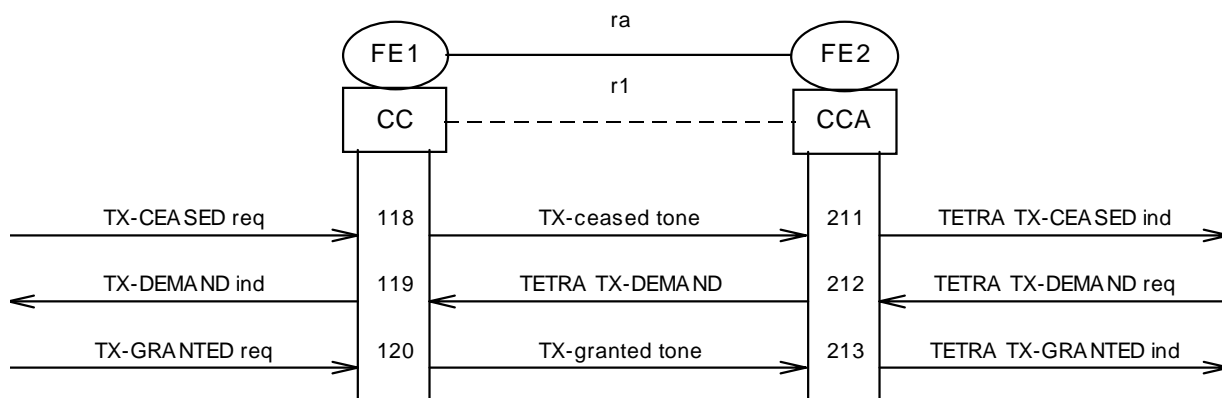 ra
FE1 FE2
r1
CC CCA
TX-CEASED req 118 TX-ceased tone 211 TETRA TX-CEASED ind
TX-DEMAND ind 119 TETRA TX-DEMAND 212 TETRA TX-DEMAND req
TX-GRANTED req 120 TX-granted tone 213 TETRA TX-GRANTED ind